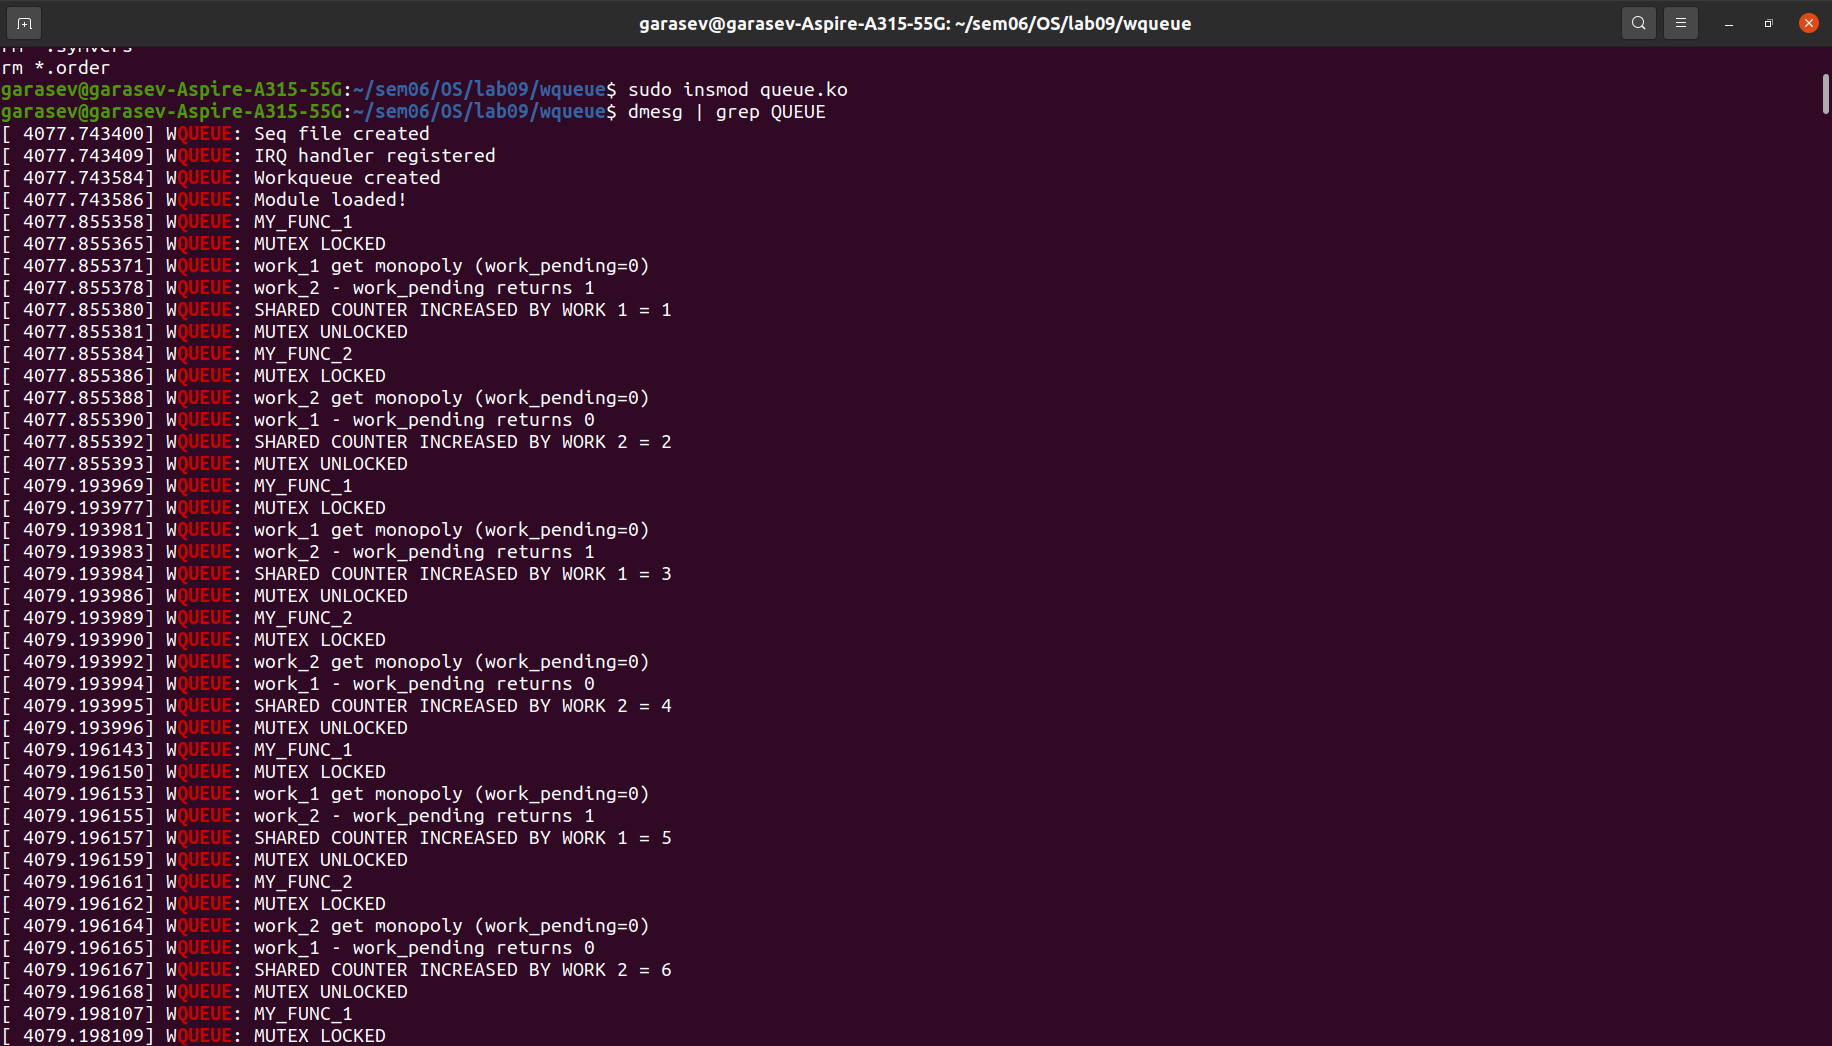 garasev@garasev-Aspire-A315-55G: ~/sem06/OS/lab09/wqueue
rm *.symvers
rm *.order
garasev@garasev-Aspire-A315-55G:~/sem06/OS/lab09/wqueue$ sudo insmod queue.ko
garasev@garasev-Aspire-A315-55G:~/sem06/OS/lab09/wqueue$ dmesg | grep QUEUE
[ 4077.743400] WQUEUE: Seq file created
[ 4077.743409] WQUEUE: IRQ handler registered
[ 4077.743584] WQUEUE: Workqueue created
[ 4077.743586] WQUEUE: Module loaded!
[ 4077.855358] WQUEUE: MY_FUNC_1
[ 4077.855365] WQUEUE: MUTEX LOCKED
[ 4077.855371] WQUEUE: work_1 get monopoly (work_pending=0)
[ 4077.855378] WQUEUE: work_2 - work_pending returns 1
[ 4077.855380] WQUEUE: SHARED COUNTER INCREASED BY WORK 1 = 1
[ 4077.855381] WQUEUE: MUTEX UNLOCKED
[ 4077.855384] WQUEUE: MY_FUNC_2
[ 4077.855386] WQUEUE: MUTEX LOCKED
[ 4077.855388] WQUEUE: work_2 get monopoly (work_pending=0)
[ 4077.855390] WQUEUE: work_1 - work_pending returns 0
[ 4077.855392] WQUEUE: SHARED COUNTER INCREASED BY WORK 2 = 2
[ 4077.855393] WQUEUE: MUTEX UNLOCKED
[ 4079.193969] WQUEUE: MY_FUNC_1
[ 4079.193977] WQUEUE: MUTEX LOCKED
[ 4079.193981] WQUEUE: work_1 get monopoly (work_pending=0)
[ 4079.193983] WQUEUE: work_2 - work_pending returns 1
[ 4079.193984] WQUEUE: SHARED COUNTER INCREASED BY WORK 1 = 3
[ 4079.193986] WQUEUE: MUTEX UNLOCKED
[ 4079.193989] WQUEUE: MY_FUNC_2
[ 4079.193990] WQUEUE: MUTEX LOCKED
[ 4079.193992] WQUEUE: work_2 get monopoly (work_pending=0)
[ 4079.193994] WQUEUE: work_1 - work_pending returns 0
[ 4079.193995] WQUEUE: SHARED COUNTER INCREASED BY WORK 2 = 4
[ 4079.193996] WQUEUE: MUTEX UNLOCKED
[ 4079.196143] WQUEUE: MY_FUNC_1
[ 4079.196150] WQUEUE: MUTEX LOCKED
[ 4079.196153] WQUEUE: work_1 get monopoly (work_pending=0)
[ 4079.196155] WQUEUE: work_2 - work_pending returns 1
[ 4079.196157] WQUEUE: SHARED COUNTER INCREASED BY WORK 1 = 5
[ 4079.196159] WQUEUE: MUTEX UNLOCKED
[ 4079.196161] WQUEUE: MY_FUNC_2
[ 4079.196162] WQUEUE: MUTEX LOCKED
[ 4079.196164] WQUEUE: work_2 get monopoly (work_pending=0)
[ 4079.196165] WQUEUE: work_1 - work_pending returns 0
[ 4079.196167] WQUEUE: SHARED COUNTER INCREASED BY WORK 2 = 6
[ 4079.196168] WQUEUE: MUTEX UNLOCKED
[ 4079.198107] WQUEUE: MY_FUNC_1
[ 4079.198109] WQUEUE: MUTEX LOCKED